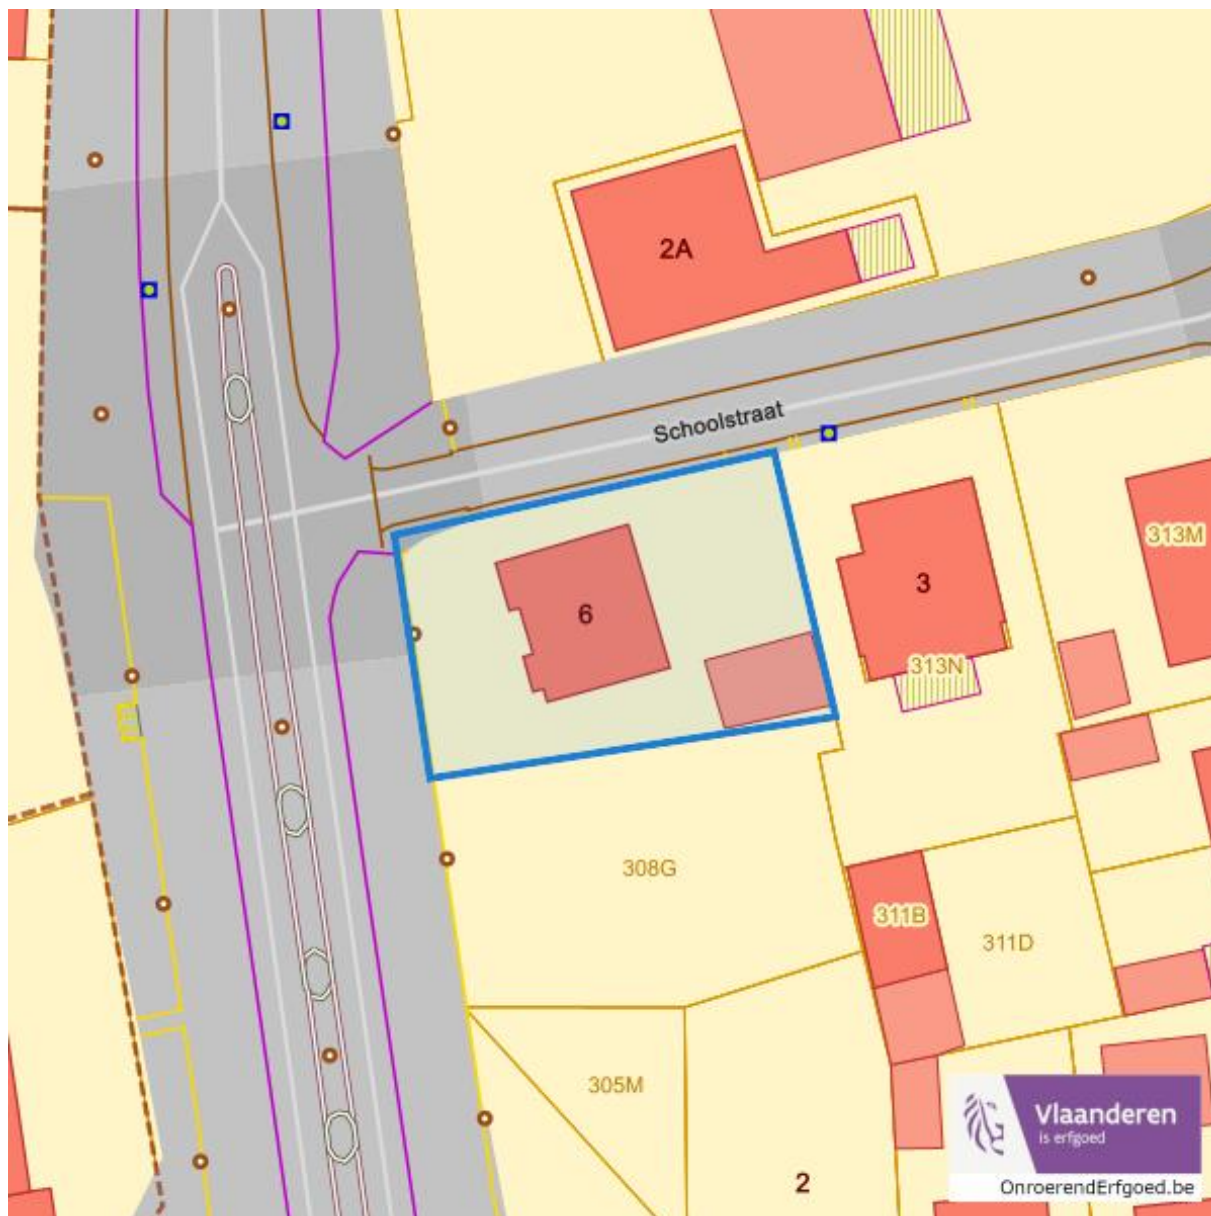 2A
Schoolstraat
313M
6
3
313N
308G
311B
311D
305M
2
Vlaanderen
is erfgoed
OnroerendErfgoed.be